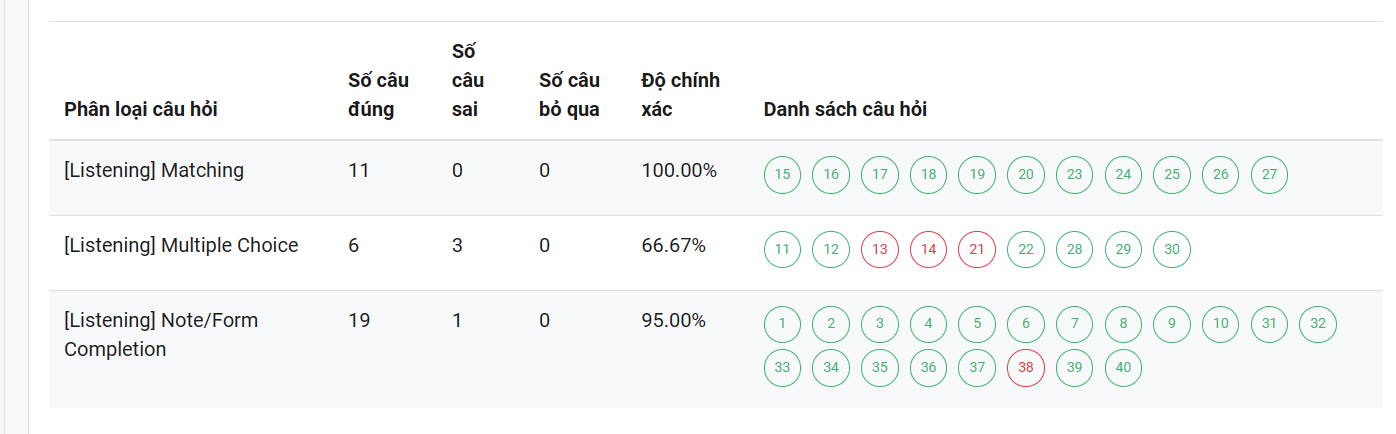 Phân loại câu hỏi Số câu đúng Số câu sai Số câu bỏ qua Độ chính xác Danh sách câu hỏi
[Listening] Matching 11 0 0 100.00% 15 16 17 18 19 20 23 24 25 26 27
[Listening] Multiple Choice 6 3 0 66.67% 11 12 13 14 21 22 28 29 30
[Listening] Note/Form Completion 19 1 0 95.00% 1 2 3 4 5 6 7 8 9 10 31 32
33 34 35 36 37 38 39 40